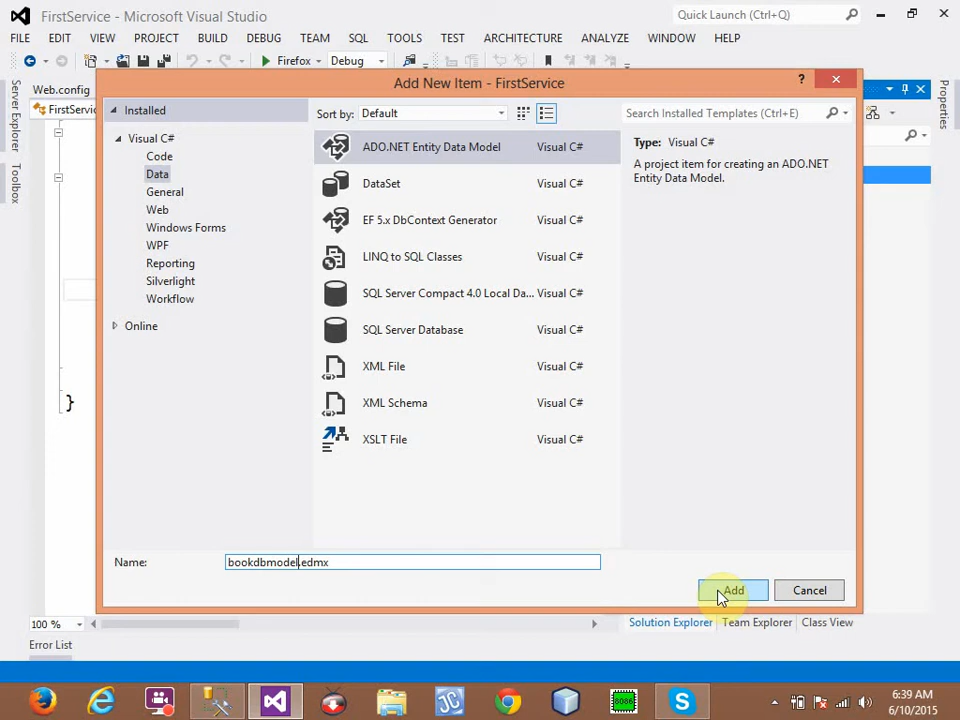 FirstService - Microsoft Visual Studio
Quick Launch (Ctrl+Q)
FILE EDIT VIEW PROJECT BUILD DEBUG TEAM SQL TOOLS TEST ARCHITECTURE ANALYZE WINDOW HELP
Firefox Debug
Web.config
FirstServic
Server Explorer
Toolbox
Properties
Add New Item - FirstService
?
Installed
Sort by: Default
Search Installed Templates (Ctrl+E)
Visual C#
Code
Data
General
Web
Windows Forms
WPF
Reporting
Silverlight
Workflow
Online
ADO.NET Entity Data Model Visual C#
DataSet Visual C#
EF 5.x DbContext Generator Visual C#
LINQ to SQL Classes Visual C#
SQL Server Compact 4.0 Local Da... Visual C#
SQL Server Database Visual C#
XML File Visual C#
XML Schema Visual C#
XSLT File Visual C#
Type: Visual C#
A project item for creating an ADO.NET
Entity Data Model.
}
Name: bookdbmodel.edmx
Add Cancel
100 %
Solution Explorer Team Explorer Class View
Error List
JC
8086
6:39 AM
6/10/2015